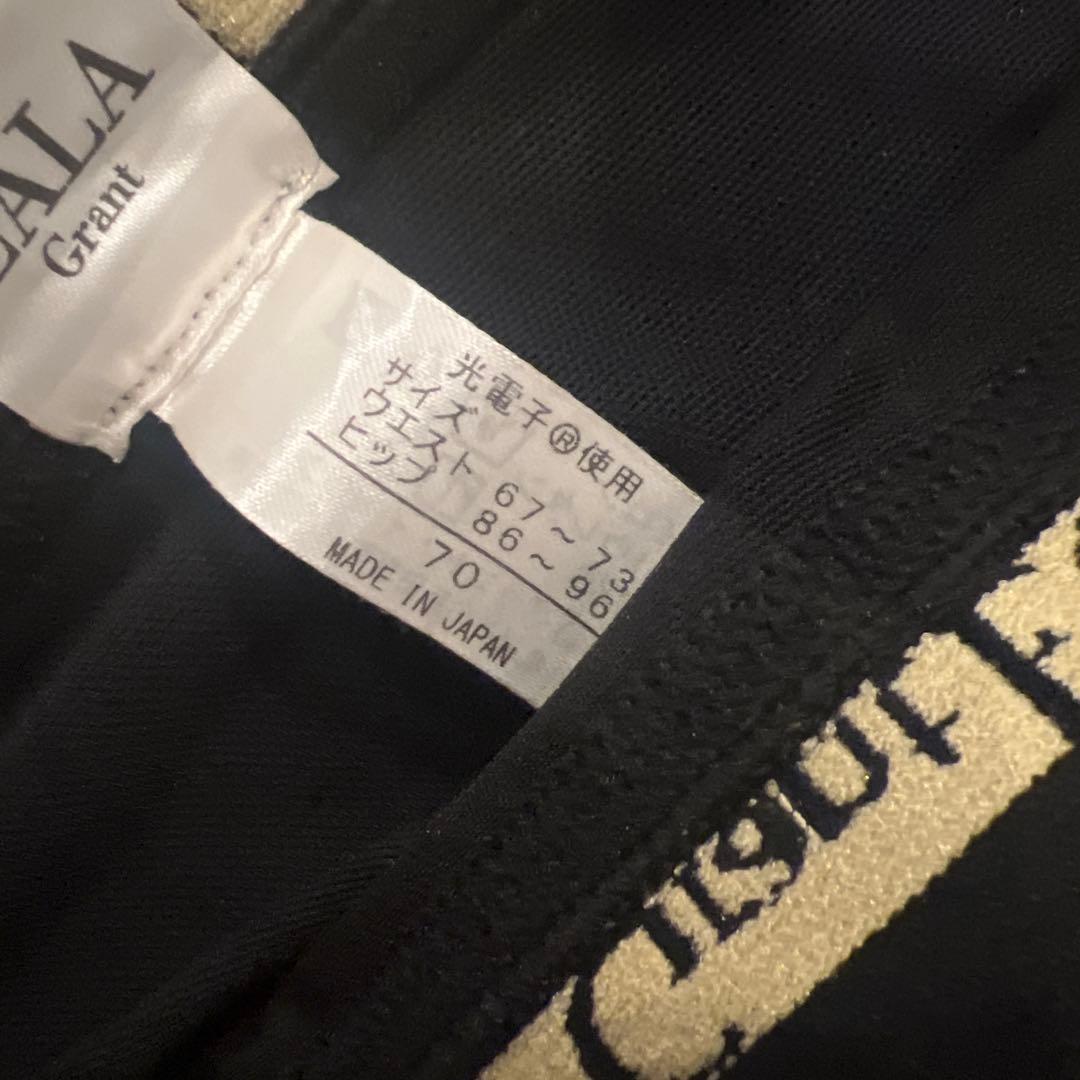 Grant
光電子®使用
サイズ
ウエスト 67～73
ヒップ 86～96
70
MADE IN JAPAN